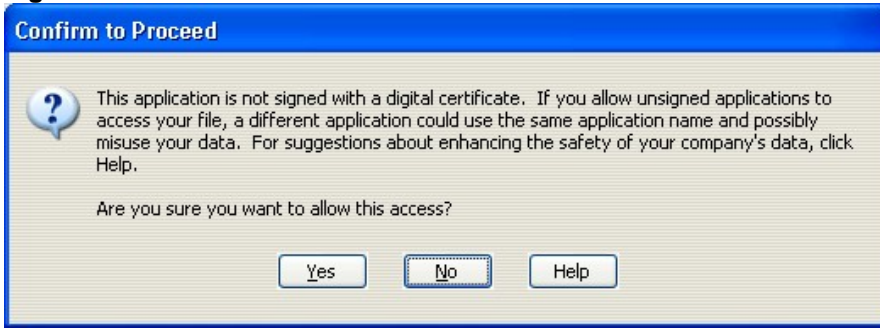 Confirm to Proceed
This application is not signed with a digital certificate.  If you allow unsigned applications to
access your file, a different application could use the same application name and possibly
misuse your data.  For suggestions about enhancing the safety of your company's data, click
Help.
Are you sure you want to allow this access?
Yes No Help